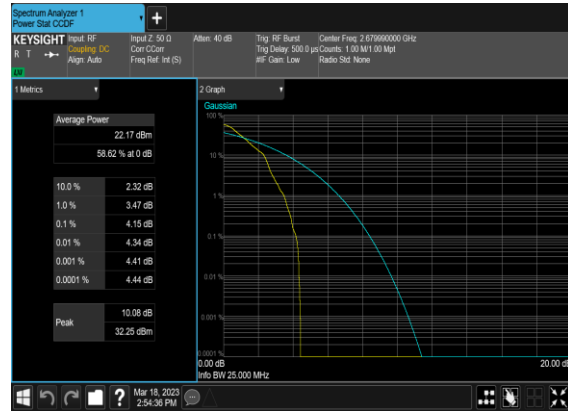 Spectrum Analyzer 1
Power Stat CCDF
KEYSIGHT
R T
LXI
Input: RF
Coupling: DC
Align: Auto
Input Z: 50 Ω
Corr CCorr
Freq Ref: Int (S)
Atten: 40 dB
Trig: RF Burst
Trig Delay: 500.0 µs
#IF Gain: Low
Center Freq: 2.679990000 GHz
Counts: 1.00 M/1.00 Mpt
Radio Std: None
1 Metrics
Average Power
22.17 dBm
58.62 % at 0 dB
10.0 % 2.32 dB
1.0 % 3.47 dB
0.1 % 4.15 dB
0.01 % 4.34 dB
0.001 % 4.41 dB
0.0001 % 4.44 dB
Peak
10.08 dB
32.25 dBm
2 Graph
Gaussian
100 %
10 %
1 %
0.1 %
0.01 %
0.001 %
0.0001 %
0.00 dB
20.00 dB
Info BW 25.000 MHz
?
Mar 18, 2023
2:54:36 PM